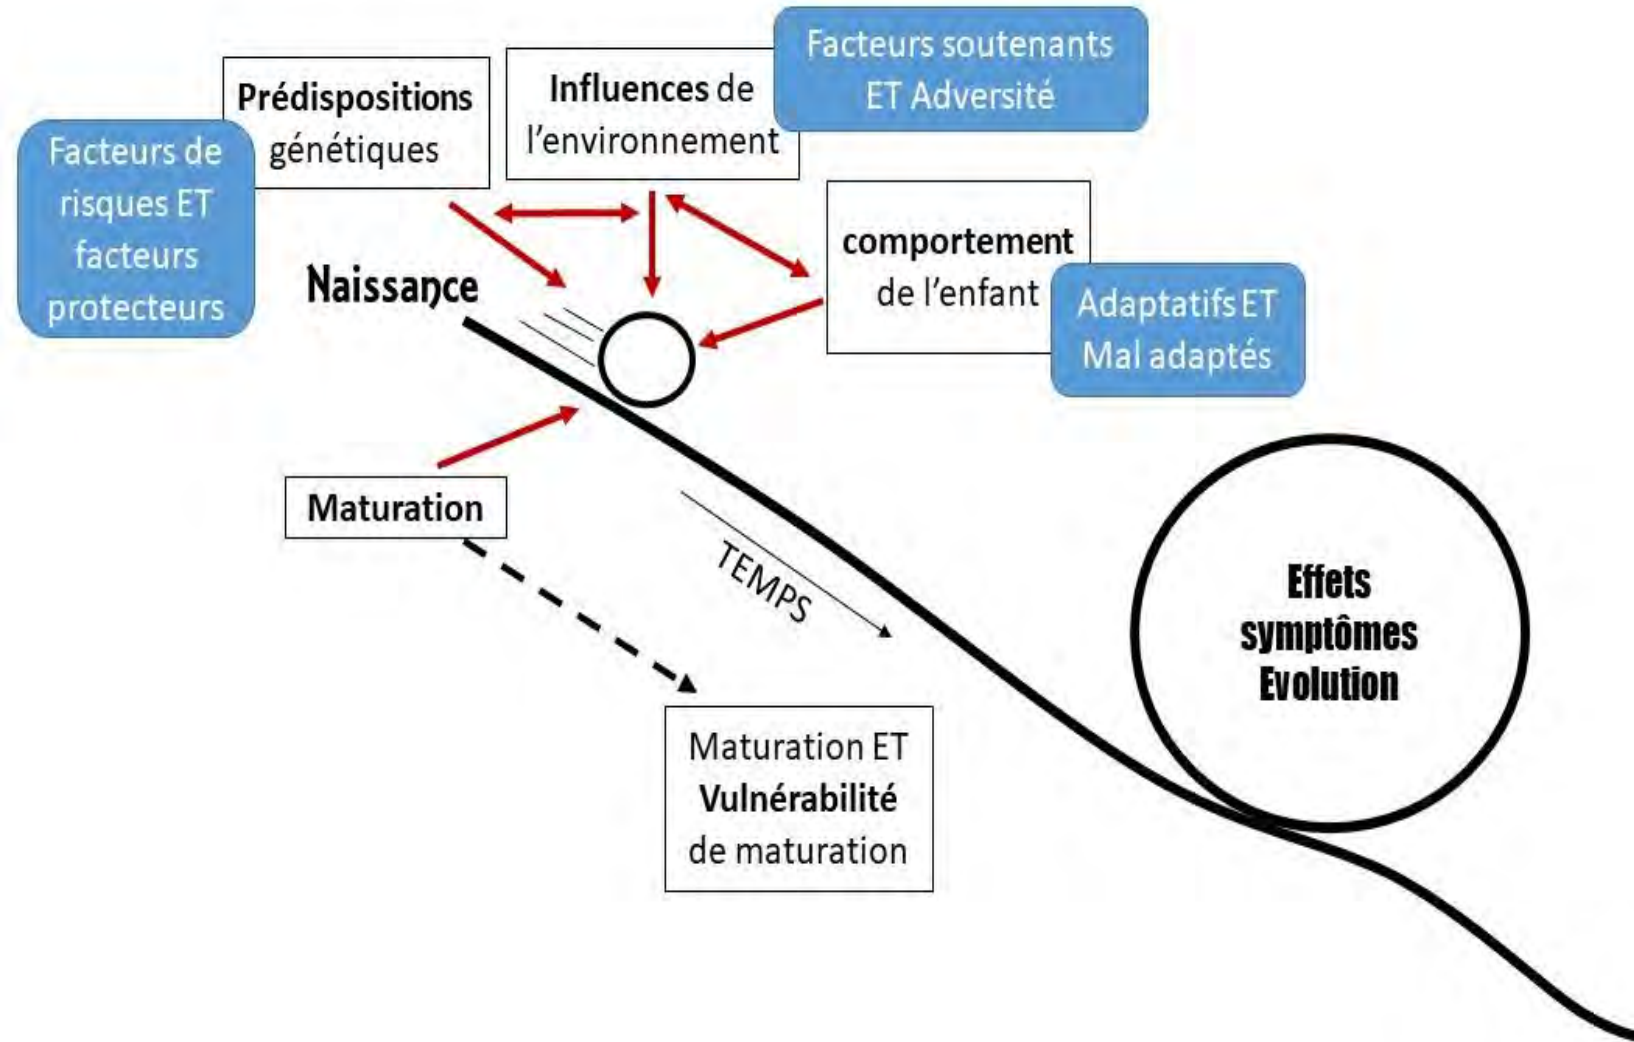 Facteurs soutenants
ET Adversité
Prédispositions
génétiques
Influences de
l'environnement
Facteurs de
risques ET
facteurs
protecteurs
comportement
de l'enfant
Adaptatifs ET
Mal adaptés
Naissance
Maturation
TEMPS
Effets
symptômes
Evolution
Maturation ET
Vulnérabilité
de maturation